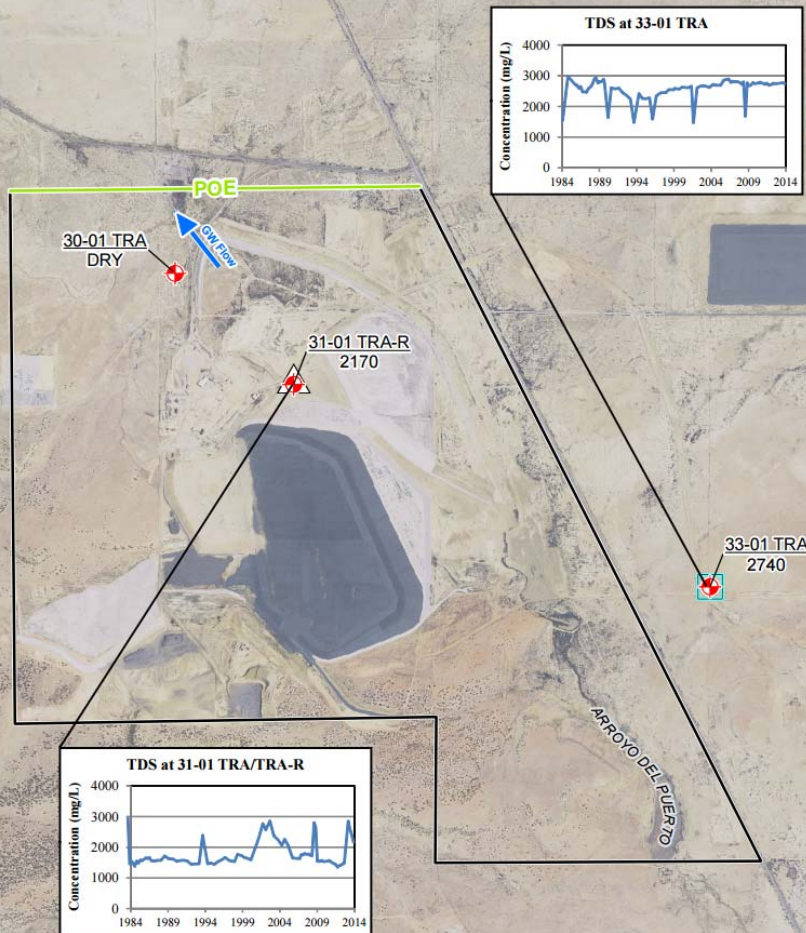 TDS at 33-01 TRA
Concentration (mg/L)
4000
3000
2000
1000
0
1984 1989 1994 1999 2004 2009 2014
POE
GW Flow
30-01 TRA
DRY
31-01 TRA-R
2170
33-01 TRA
2740
ARROYO DEL PUERTO
TDS at 31-01 TRA/TRA-R
Concentration (mg/L)
4000
3000
2000
1000
0
1984 1989 1994 1999 2004 2009 2014